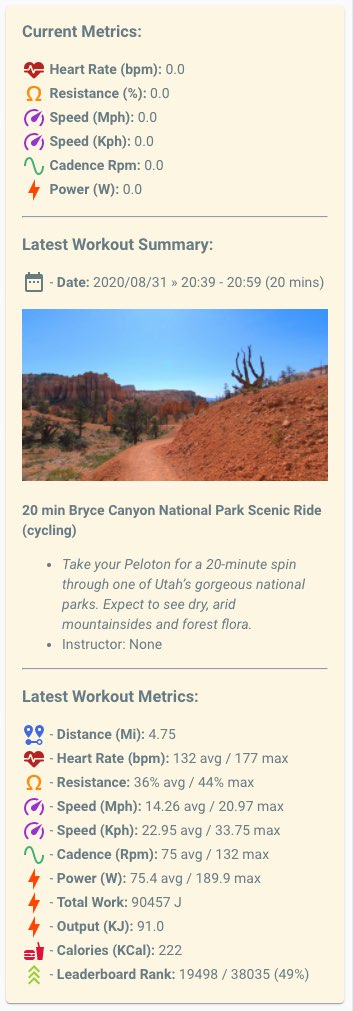 Current Metrics:
Heart Rate (bpm): 0.0
Resistance (%): 0.0
Speed (Mph): 0.0
Speed (Kph): 0.0
Cadence Rpm: 0.0
Power (W): 0.0
Latest Workout Summary:
- Date: 2020/08/31 » 20:39 - 20:59 (20 mins)
20 min Bryce Canyon National Park Scenic Ride
(cycling)
• Take your Peloton for a 20-minute spin
through one of Utah's gorgeous national
parks. Expect to see dry, arid
mountainsides and forest flora.
• Instructor: None
Latest Workout Metrics:
- Distance (Mi): 4.75
- Heart Rate (bpm): 132 avg / 177 max
- Resistance: 36% avg / 44% max
- Speed (Mph): 14.26 avg / 20.97 max
- Speed (Kph): 22.95 avg / 33.75 max
- Cadence (Rpm): 75 avg / 132 max
- Power (W): 75.4 avg / 189.9 max
- Total Work: 90457 J
- Output (KJ): 91.0
- Calories (KCal): 222
- Leaderboard Rank: 19498 / 38035 (49%)